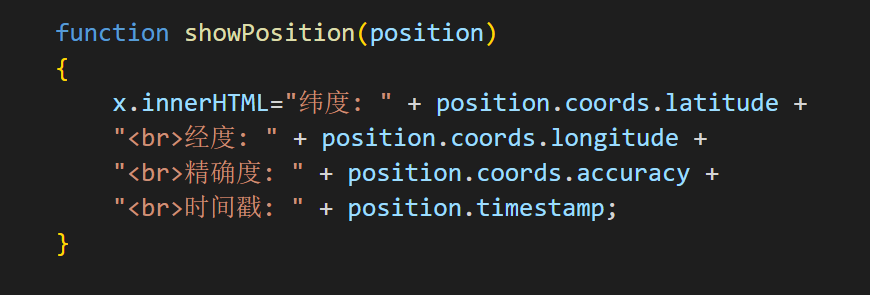 function showPosition(position)
{
x.innerHTML="纬度: " + position.coords.latitude +
"<br>经度: " + position.coords.longitude +
"<br>精确度: " + position.coords.accuracy +
"<br>时间戳: " + position.timestamp;
}